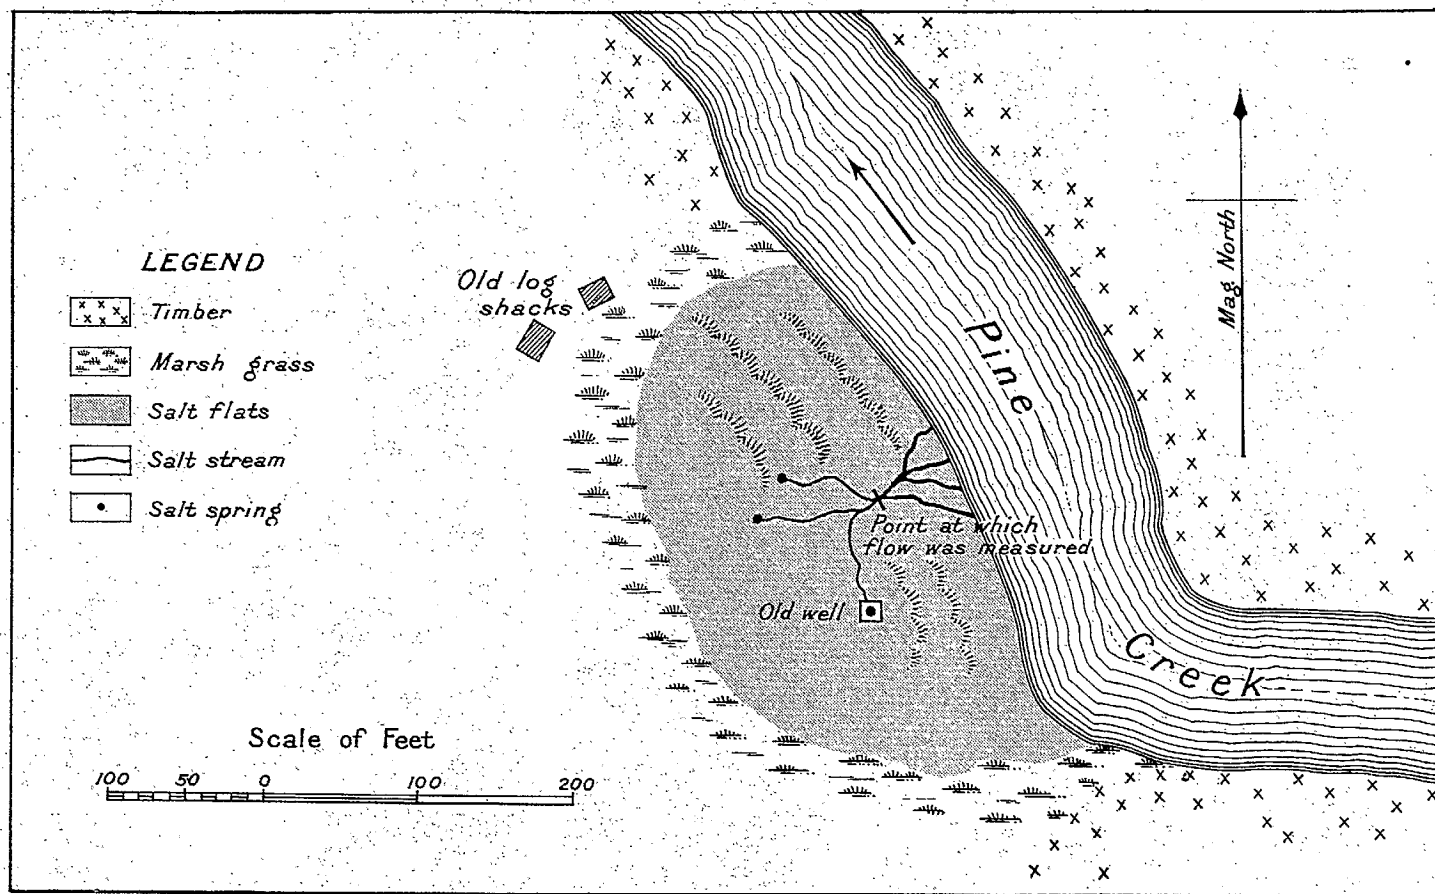 LEGEND
Timber
Marsh grass
Salt flats
Salt stream
Salt spring
Old log
shacks
Pine
Creek
Mag North
Point at which
flow was measured
Old well
Scale of Feet
100 50 0 100 200